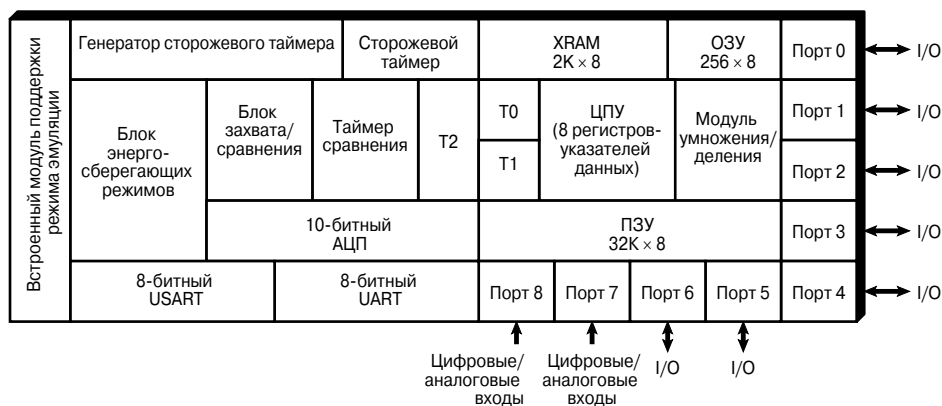 Встроенный модуль поддержки
режима эмуляции
Генератор сторожевого таймера
Сторожевой
таймер
XRAM
2K × 8
ОЗУ
256 × 8
Порт 0
I/O
Блок
энерго-
сберегающих
режимов
Блок
захвата/
сравнения
Таймер
сравнения
T2
T0
T1
ЦПУ
(8 регистров-
указателей
данных)
Модуль
умножения/
деления
Порт 1
I/O
Порт 2
I/O
10-битный
АЦП
ПЗУ
32K × 8
Порт 3
I/O
8-битный
USART
8-битный
UART
Порт 8
Порт 7
Порт 6
Порт 5
Порт 4
I/O
Цифровые/
аналоговые
входы
Цифровые/
аналоговые
входы
I/O
I/O